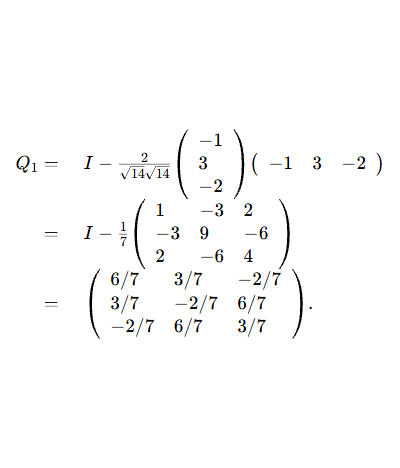 Q₁ = I − 2/(√14√14) ( −1 ; 3 ; −2 ) ( −1 3 −2 )
= I − 1/7 ( 1 −3 2 ; −3 9 −6 ; 2 −6 4 )
= ( 6/7 3/7 −2/7 ; 3/7 −2/7 6/7 ; −2/7 6/7 3/7 ).